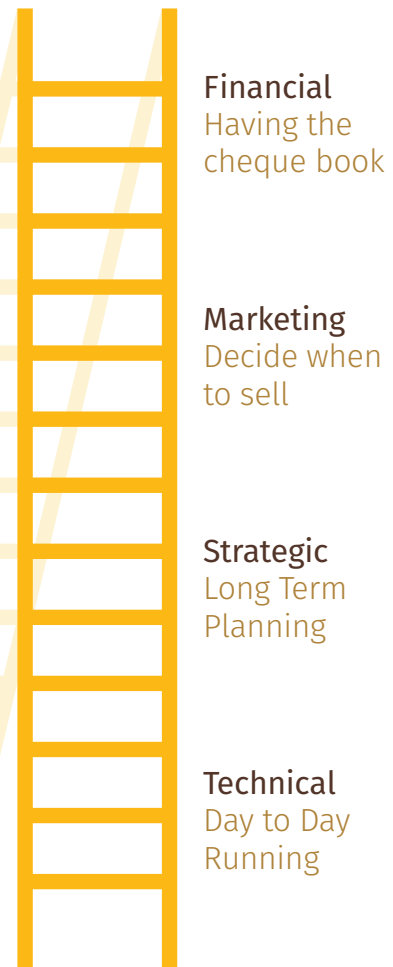 Financial
Having the
cheque book
Marketing
Decide when
to sell
Strategic
Long Term
Planning
Technical
Day to Day
Running